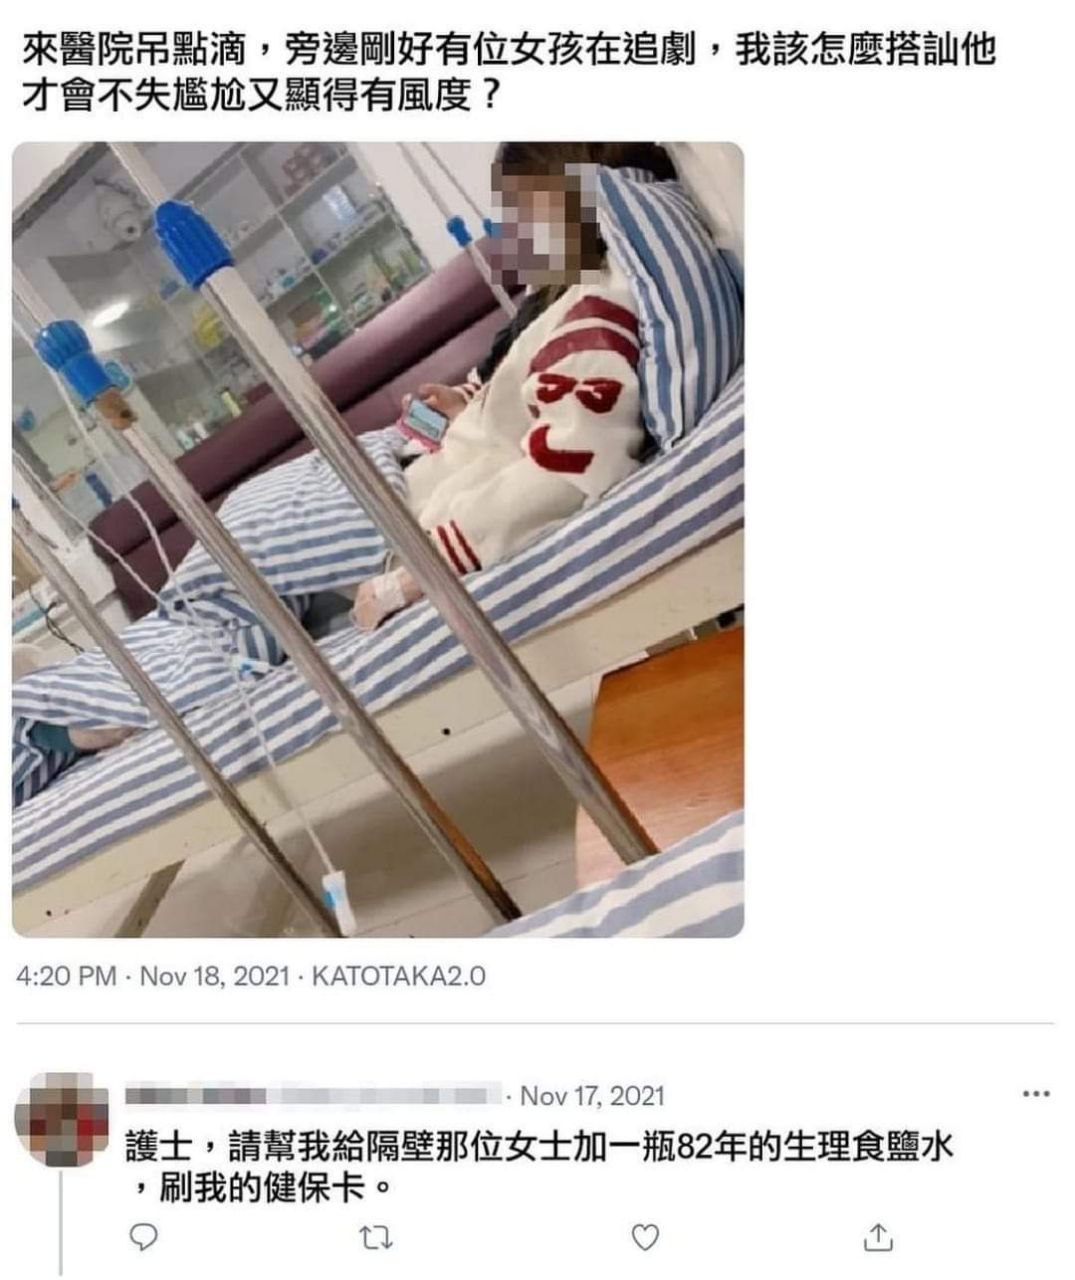 來醫院吊點滴，旁邊剛好有位女孩在追劇，我該怎麼搭訕他
才會不失尷尬又顯得有風度？
4:20 PM · Nov 18, 2021 · KATOTAKA2.0
· Nov 17, 2021
護士，請幫我給隔壁那位女士加一瓶82年的生理食鹽水
，刷我的健保卡。